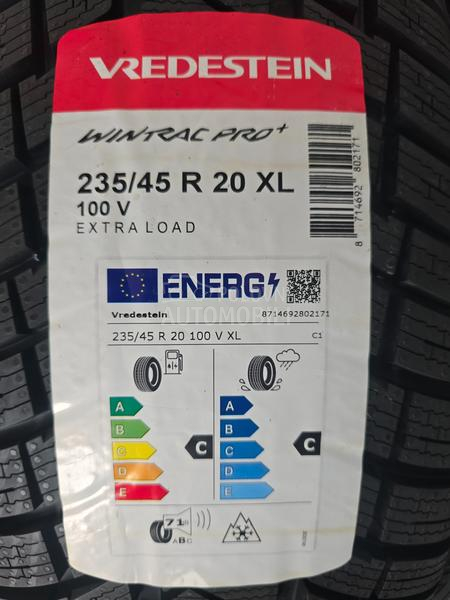 VREDESTEIN
WINTRAC PRO+
235/45 R 20 XL
100 V
EXTRA LOAD
8 714692 802171
ENERG
Vredestein
8714692802171
235/45 R 20 100 V XL
C1
A
B
C
D
E
C
A
B
C
D
E
C
71
ABC